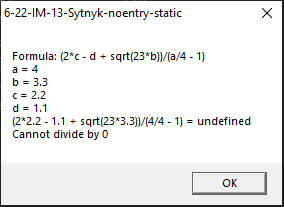 6-22-IM-13-Sytnyk-noentry-static
Formula: (2*c - d + sqrt(23*b))/(a/4 - 1)
a = 4
b = 3.3
c = 2.2
d = 1.1
(2*2.2 - 1.1 + sqrt(23*3.3))/(4/4 - 1) = undefined
Cannot divide by 0
OK